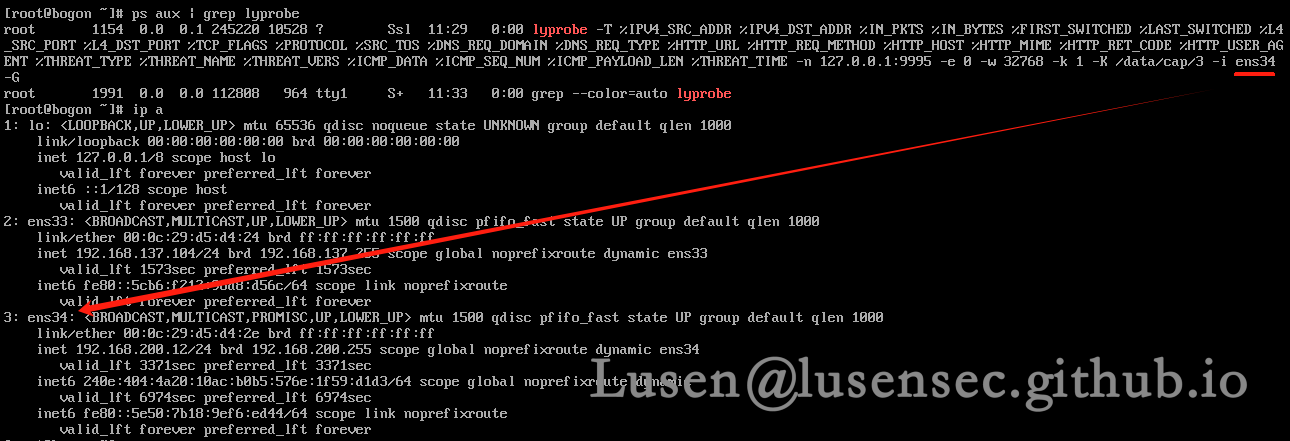 [root@bogon ~]# ps aux | grep lyprobe
root      1154  0.0  0.1 245220 10528 ?        Ssl  11:29   0:00 lyprobe -T %IPV4_SRC_ADDR %IPV4_DST_ADDR %IN_PKTS %IN_BYTES %FIRST_SWITCHED %LAST_SWITCHED %L4
_SRC_PORT %L4_DST_PORT %TCP_FLAGS %PROTOCOL %SRC_TOS %DNS_REQ_DOMAIN %DNS_REQ_TYPE %HTTP_URL %HTTP_REQ_METHOD %HTTP_HOST %HTTP_MIME %HTTP_RET_CODE %HTTP_USER_AG
ENT %THREAT_TYPE %THREAT_NAME %THREAT_VERS %ICMP_DATA %ICMP_SEQ_NUM %ICMP_PAYLOAD_LEN %THREAT_TIME -n 127.0.0.1:9995 -e 0 -w 32768 -k 1 -K /data/cap/3 -i ens34
-G
root      1991  0.0  0.0 112808   964 tty1     S+   11:33   0:00 grep --color=auto lyprobe
[root@bogon ~]# ip a
1: lo: <LOOPBACK,UP,LOWER_UP> mtu 65536 qdisc noqueue state UNKNOWN group default qlen 1000
    link/loopback 00:00:00:00:00:00 brd 00:00:00:00:00:00
    inet 127.0.0.1/8 scope host lo
       valid_lft forever preferred_lft forever
    inet6 ::1/128 scope host
       valid_lft forever preferred_lft forever
2: ens33: <BROADCAST,MULTICAST,UP,LOWER_UP> mtu 1500 qdisc pfifo_fast state UP group default qlen 1000
    link/ether 00:0c:29:d5:d4:24 brd ff:ff:ff:ff:ff:ff
    inet 192.168.137.104/24 brd 192.168.137.255 scope global noprefixroute dynamic ens33
       valid_lft 1573sec preferred_lft 1573sec
    inet6 scope link noprefixroute
       valid_lft forever preferred_lft forever
3: ens34: <BROADCAST,MULTICAST,PROMISC,UP,LOWER_UP> mtu 1500 qdisc pfifo_fast state UP group default qlen 1000
    link/ether 00:0c:29:d5:d4:2e brd ff:ff:ff:ff:ff:ff
    inet 192.168.200.12/24 brd 192.168.200.255 scope global noprefixroute dynamic ens34
       valid_lft 3371sec preferred_lft 3371sec
    inet6 240e:404:4a20:10ac:b0b5:576e:1f59:d1d3/64 scope global noprefixroute dynamic
       valid_lft 6974sec preferred_lft 6974sec
    inet6 fe80::5e50:7b18:9ef6:ed44/64 scope link noprefixroute
       valid_lft forever preferred_lft forever
Lusen@lusensec.github.io